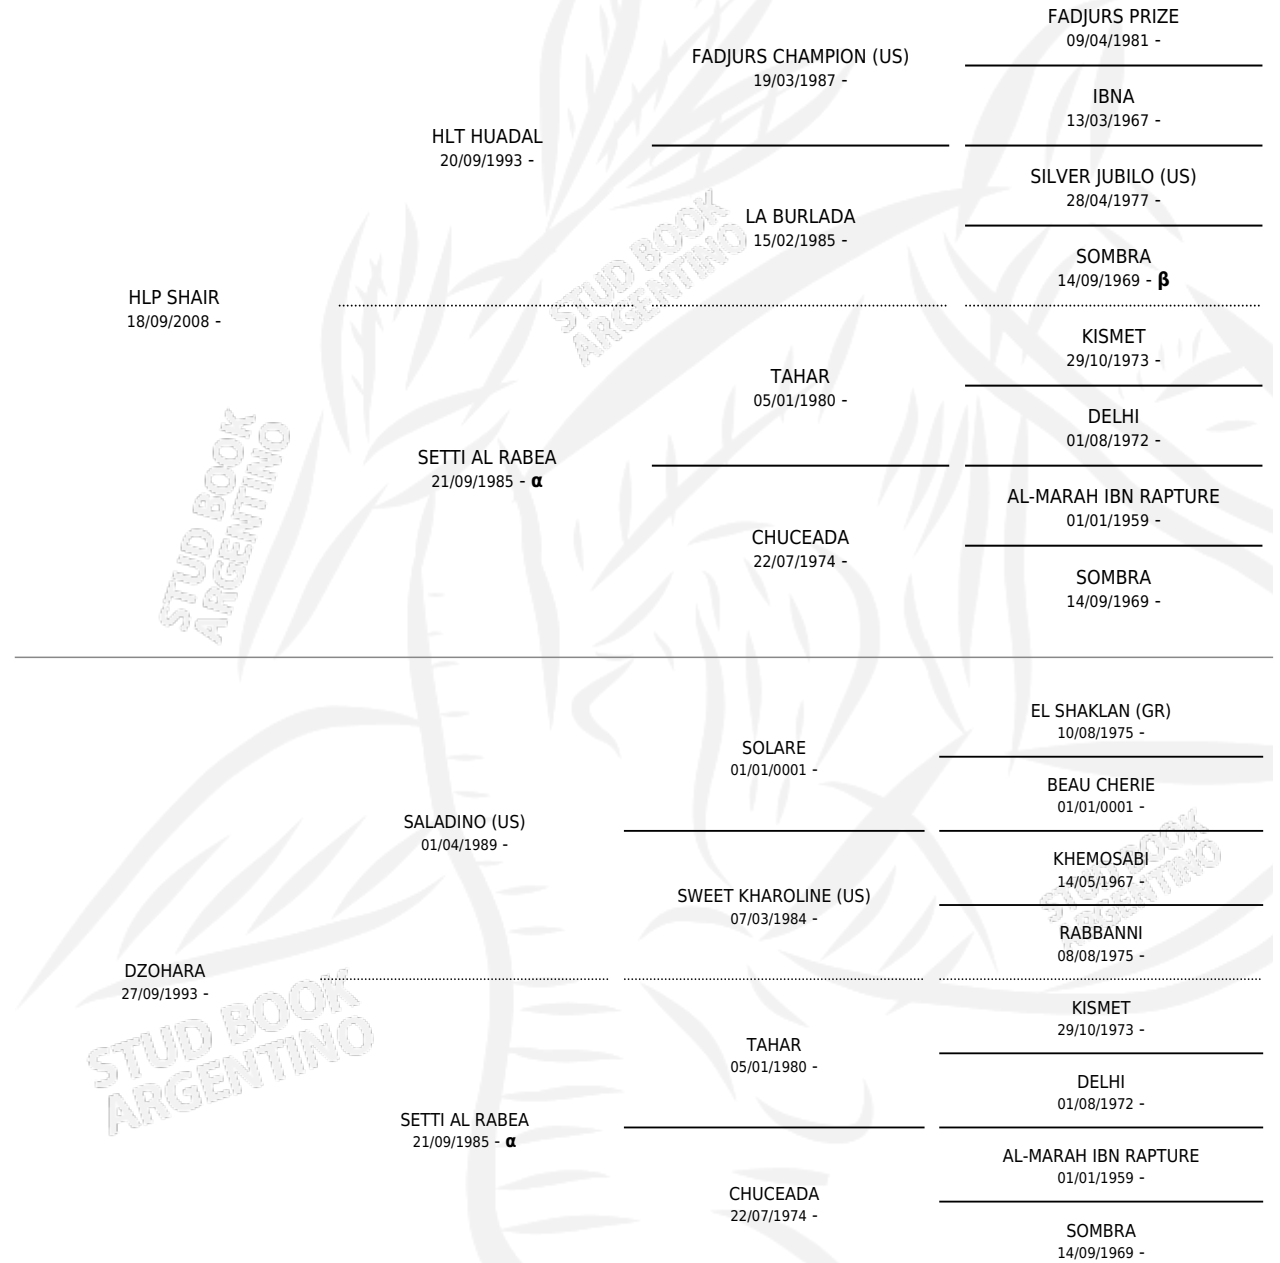 FADJURS PRIZE
09/04/1981 -
FADJURS CHAMPION (US)
19/03/1987 -
IBNA
13/03/1967 -
HLT HUADAL
20/09/1993 -
SILVER JUBILO (US)
28/04/1977 -
LA BURLADA
15/02/1985 -
SOMBRA
14/09/1969 - β
HLP SHAIR
18/09/2008 -
KISMET
29/10/1973 -
TAHAR
05/01/1980 -
DELHI
01/08/1972 -
SETTI AL RABEA
21/09/1985 - α
AL-MARAH IBN RAPTURE
01/01/1959 -
CHUCEADA
22/07/1974 -
SOMBRA
14/09/1969 -
EL SHAKLAN (GR)
10/08/1975 -
SOLARE
01/01/0001 -
BEAU CHERIE
01/01/0001 -
SALADINO (US)
01/04/1989 -
KHEMOSABI
14/05/1967 -
SWEET KHAROLINE (US)
07/03/1984 -
RABBANNI
08/08/1975 -
DZOHARA
27/09/1993 -
KISMET
29/10/1973 -
TAHAR
05/01/1980 -
DELHI
01/08/1972 -
SETTI AL RABEA
21/09/1985 - α
AL-MARAH IBN RAPTURE
01/01/1959 -
CHUCEADA
22/07/1974 -
SOMBRA
14/09/1969 -
STUD BOOK
ARGENTINO
STUD BOOK
ARGENTINO
STUD BOOK
ARGENTINO
STUD BOOK
ARGENTINO